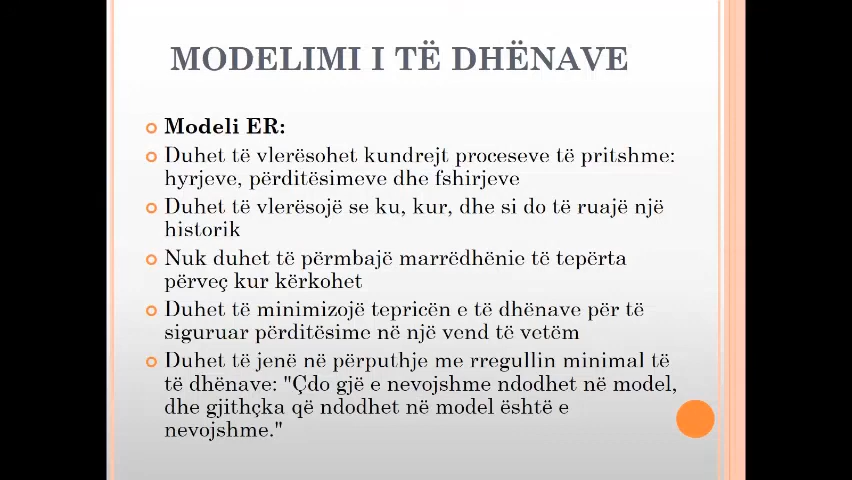 MODELIMI I TË DHËNAVE
Modeli ER:
Duhet të vlerësohet kundrejt proceseve të pritshme:
hyrjeve, përditësimeve dhe fshirjeve
Duhet të vlerësojë se ku, kur, dhe si do të ruajë një
historik
Nuk duhet të përmbajë marrëdhënie të tepërta
përveç kur kërkohet
Duhet të minimizojë tepricën e të dhënave për të
siguruar përditësime në një vend të vetëm
Duhet të jenë në përputhje me rregullin minimal të
të dhënave: "Çdo gjë e nevojshme ndodhet në model,
dhe gjithçka që ndodhet në model është e
nevojshme."